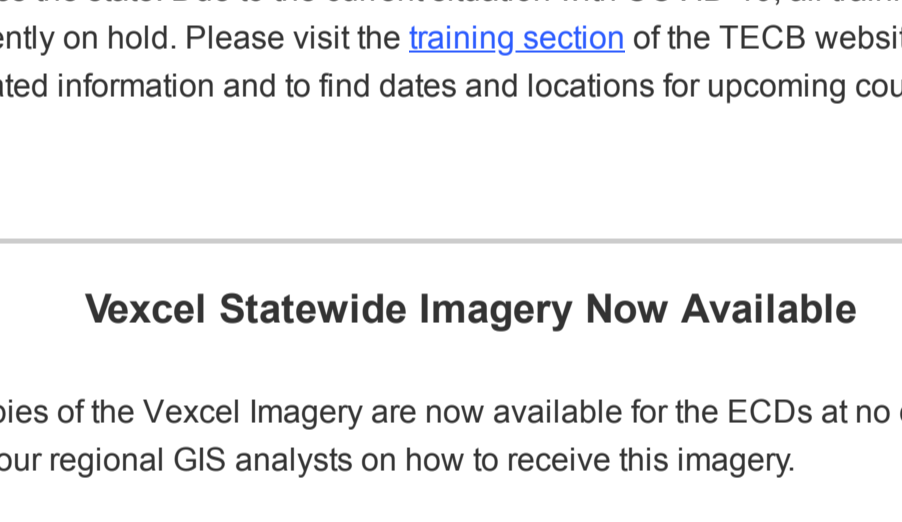 ently on hold. Please visit the training section of the TECB websit
ated information and to find dates and locations for upcoming cou
Vexcel Statewide Imagery Now Available
pies of the Vexcel Imagery are now available for the ECDs at no
our regional GIS analysts on how to receive this imagery.